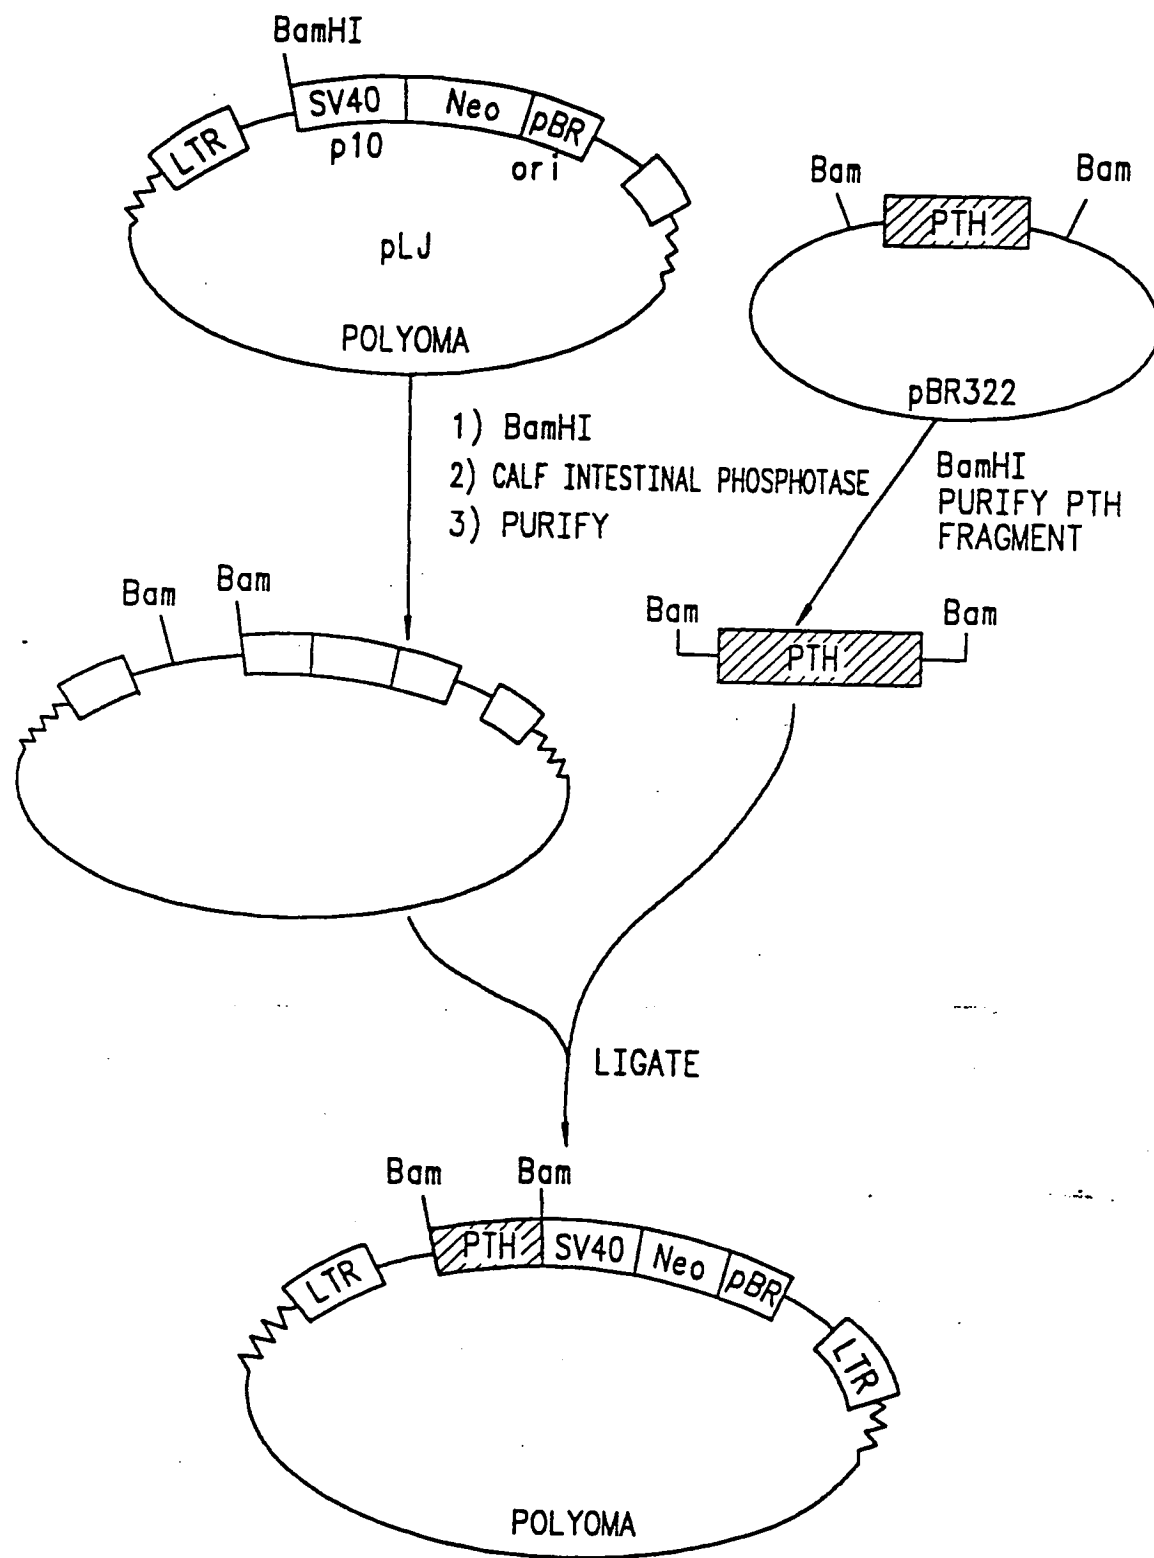 BamHI
SV40
Neo
pBR
LTR
p10
ori
pLJ
POLYOMA
Bam
Bam
PTH
pBR322
1) BamHI
2) CALF INTESTINAL PHOSPHOTASE
3) PURIFY
BamHI
PURIFY PTH
FRAGMENT
Bam
Bam
Bam
Bam
PTH
LIGATE
Bam
Bam
LTR
PTH
SV40
Neo
pBR
LTR
POLYOMA